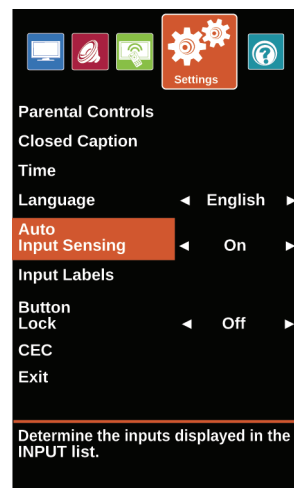 Settings
Parental Controls
Closed Caption
Time
Language ◄ English ►
Auto
Input Sensing ◄ On ►
Input Labels
Button
Lock ◄ Off ►
CEC
Exit
Determine the inputs displayed in the
INPUT list.